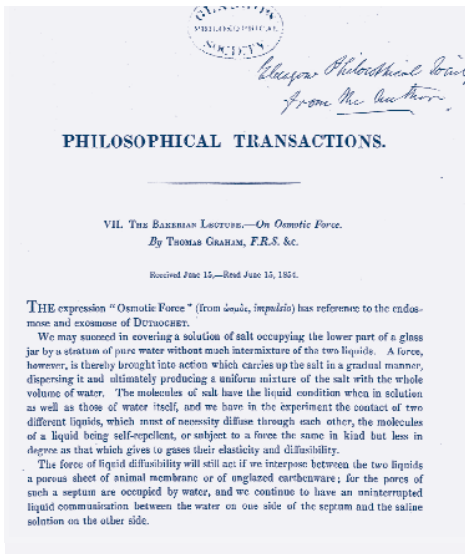 GLASGOW
PHILOSOPHICAL
SOCIETY.
Glasgow Philosophical Society
from the Author
PHILOSOPHICAL TRANSACTIONS.
VII. THE BAKERIAN LECTURE.—On Osmotic Force.
By THOMAS GRAHAM, F.R.S. &c.
Received June 15,—Read June 15, 1854.
THE expression "Osmotic Force" (from ὠσμὸς, impulsio) has reference to the endos-
mose and exosmose of DUTROCHET.
We may succeed in covering a solution of salt occupying the lower part of a glass
jar by a stratum of pure water without much intermixture of the two liquids. A force,
however, is thereby brought into action which carries up the salt in a gradual manner,
dispersing it and ultimately producing a uniform mixture of the salt with the whole
volume of water. The molecules of salt have the liquid condition when in solution
as well as those of water itself, and we have in the experiment the contact of two
different liquids, which must of necessity diffuse through each other, the molecules
of a liquid being self-repellent, or subject to a force the same in kind but less in
degree as that which gives to gases their elasticity and diffusibility.
The force of liquid diffusibility will still act if we interpose between the two liquids
a porous sheet of animal membrane or of unglazed earthenware; for the pores of
such a septum are occupied by water, and we continue to have an uninterrupted
liquid communication between the water on one side of the septum and the saline
solution on the other side.